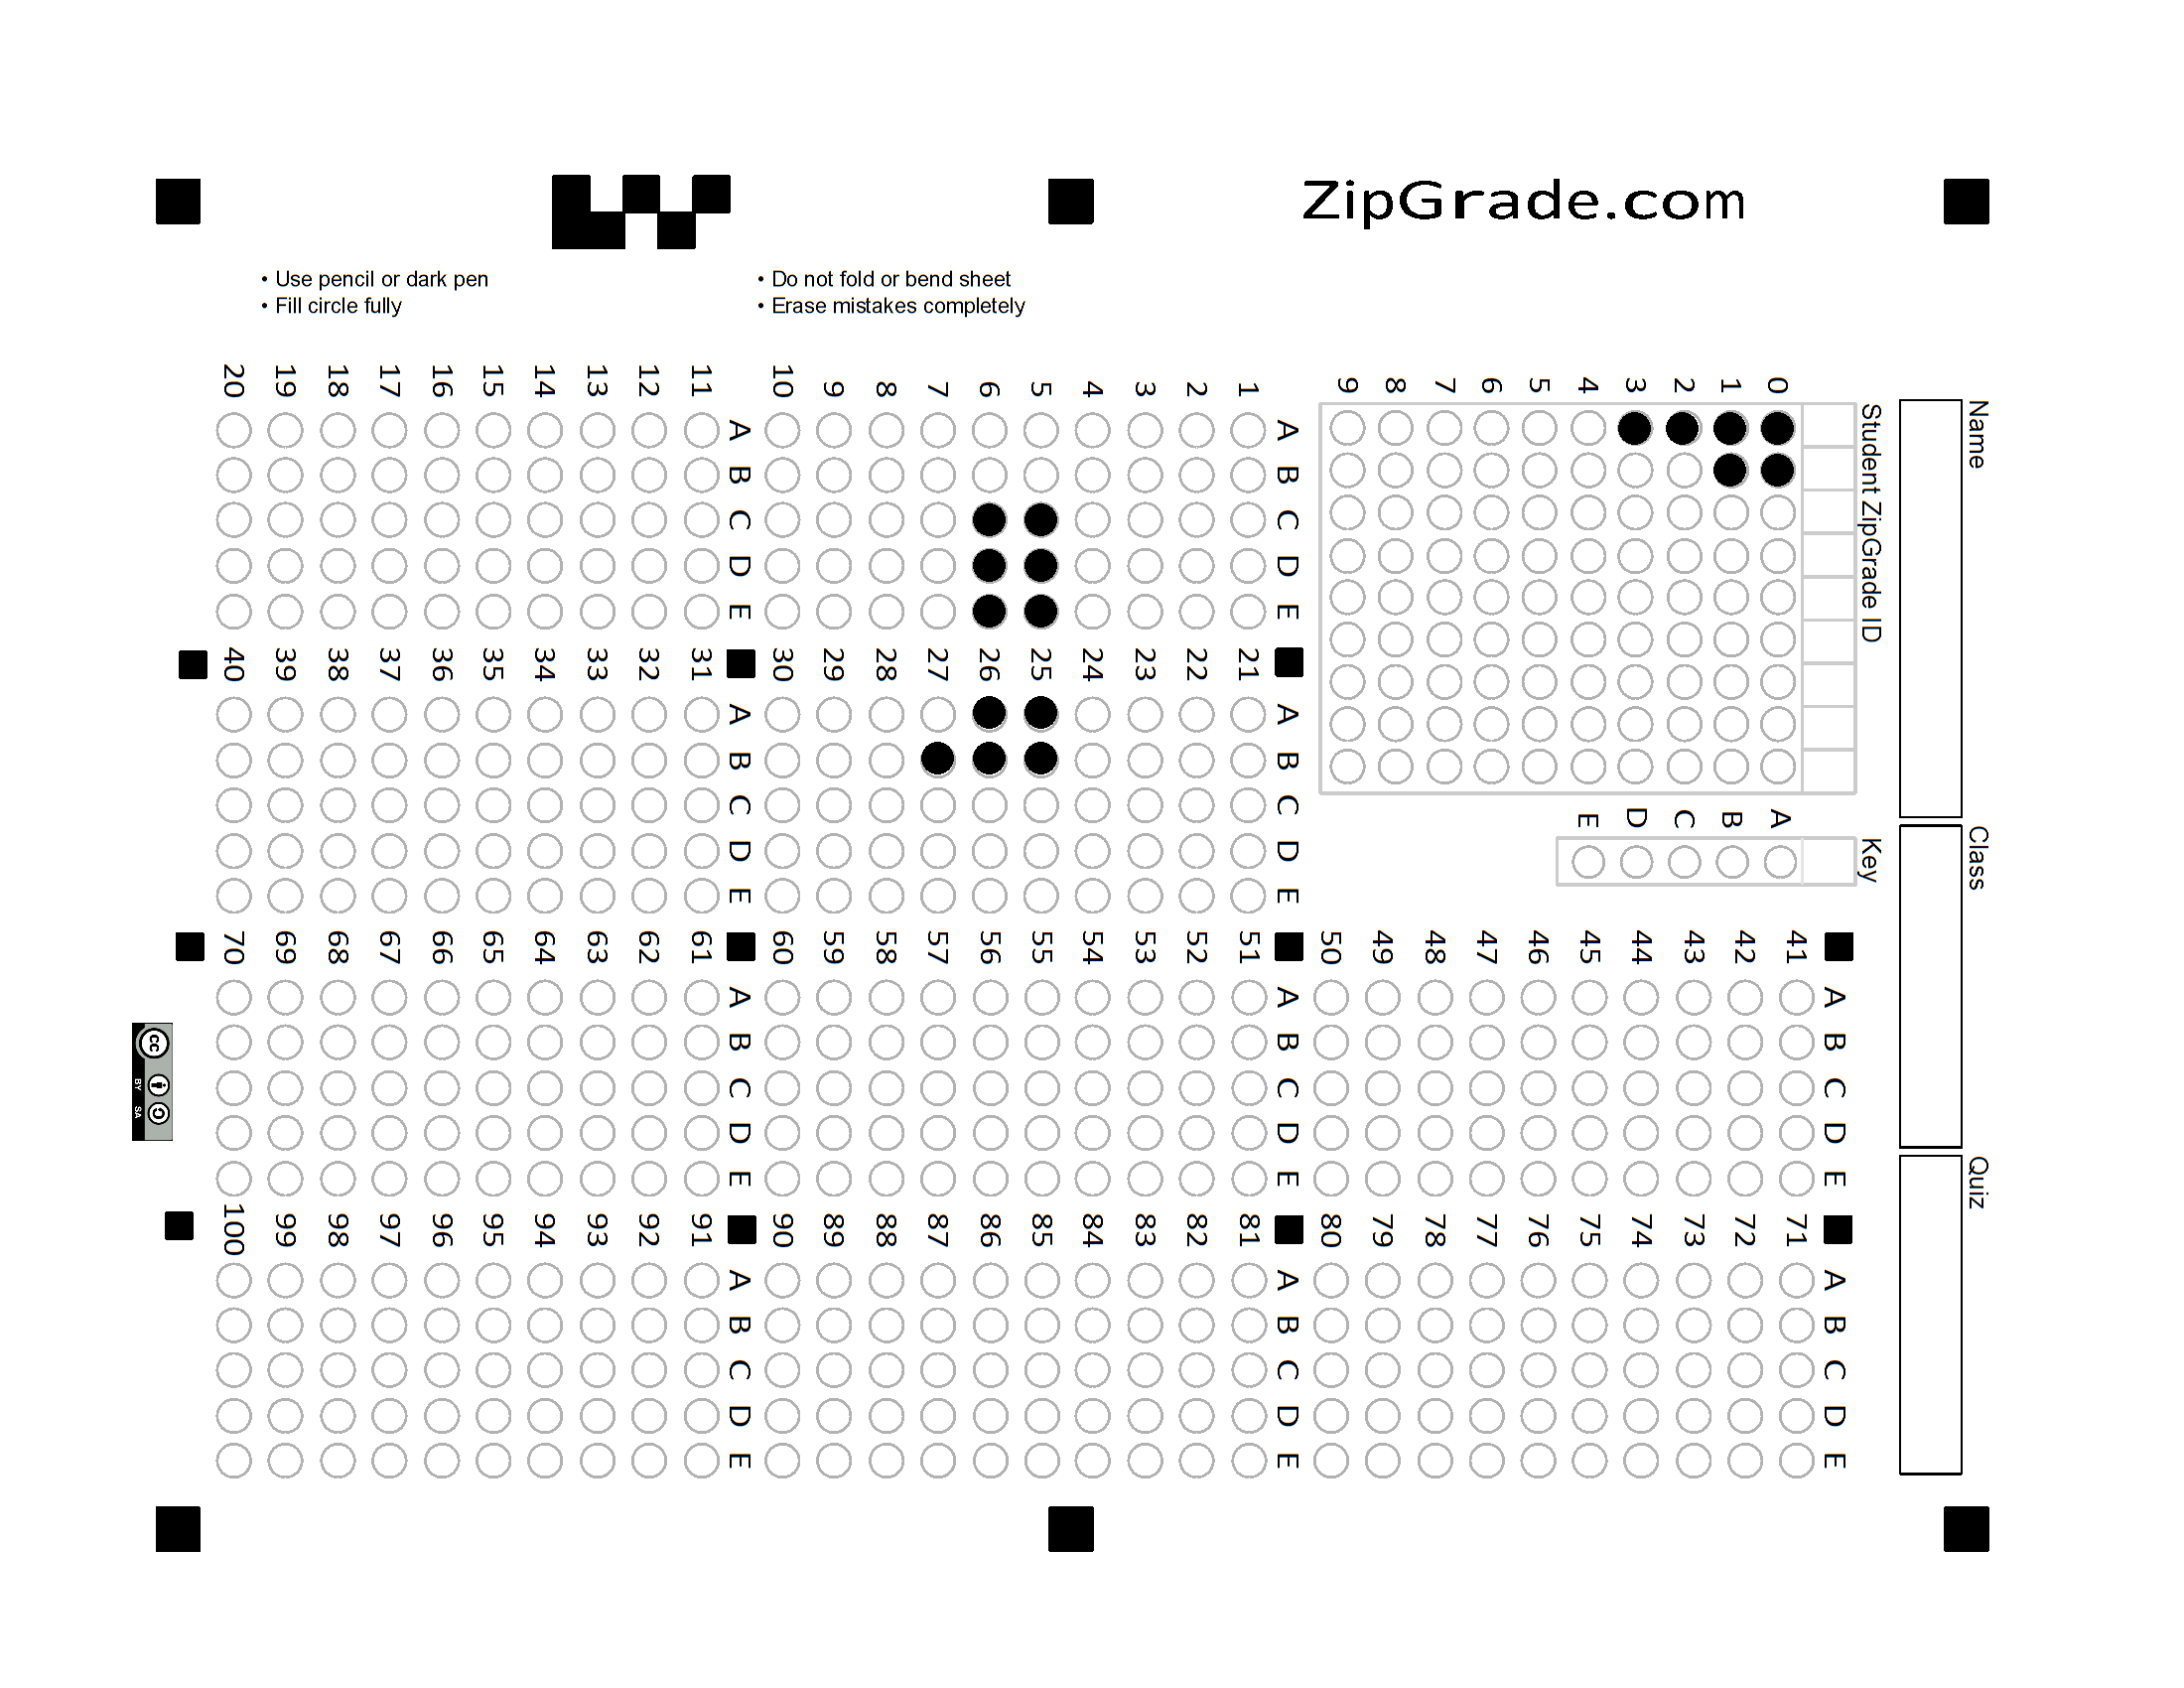 ZipGrade.com
• Use pencil or dark pen
• Fill circle fully
• Do not fold or bend sheet
• Erase mistakes completely
Name
Class
Quiz
Student ZipGrade ID
0 1 2 3 4 5 6 7 8 9
Key
A B C D E
A B C D E
1 2 3 4 5 6 7 8 9 10
A B C D E
11 12 13 14 15 16 17 18 19 20
A B C D E
21 22 23 24 25 26 27 28 29 30
A B C D E
31 32 33 34 35 36 37 38 39 40
A B C D E
41 42 43 44 45 46 47 48 49 50
A B C D E
51 52 53 54 55 56 57 58 59 60
A B C D E
61 62 63 64 65 66 67 68 69 70
A B C D E
71 72 73 74 75 76 77 78 79 80
A B C D E
81 82 83 84 85 86 87 88 89 90
A B C D E
91 92 93 94 95 96 97 98 99 100
cc
BY SA